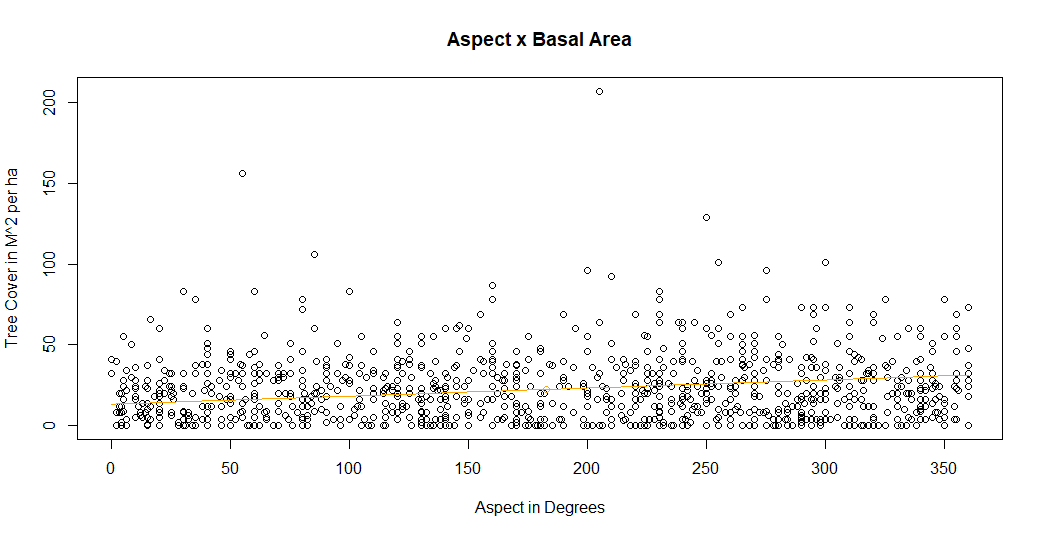 Aspect x Basal Area
Tree Cover in M^2 per ha
200
150
100
50
0
0 50 100 150 200 250 300 350
Aspect in Degrees